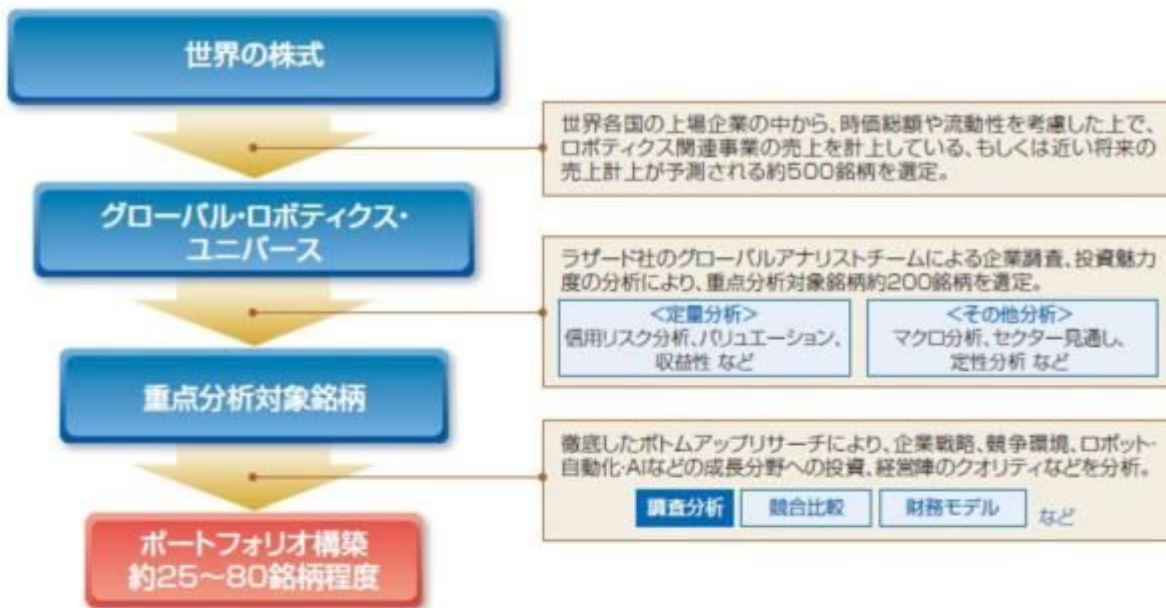 世界の株式
世界各国の上場企業の中から、時価総額や流動性を考慮した上で、
ロボティクス関連事業の売上を計上している、もしくは近い将来の
売上計上が予測される約500銘柄を選定。
グローバル・ロボティクス・
ユニバース
ラザード社のグローバルアナリストチームによる企業調査、投資魅力
度の分析により、重点分析対象銘柄約200銘柄を選定。
<定量分析>
信用リスク分析、バリュエーション、
収益性 など
<その他分析>
マクロ分析、セクター見通し、
定性分析 など
重点分析対象銘柄
徹底したボトムアップリサーチにより、企業戦略、競争環境、ロボット・
自動化・AIなどの成長分野への投資、経営陣のクオリティなどを分析。
調査分析
競合比較
財務モデル
など
ポートフォリオ構築
約25〜80銘柄程度